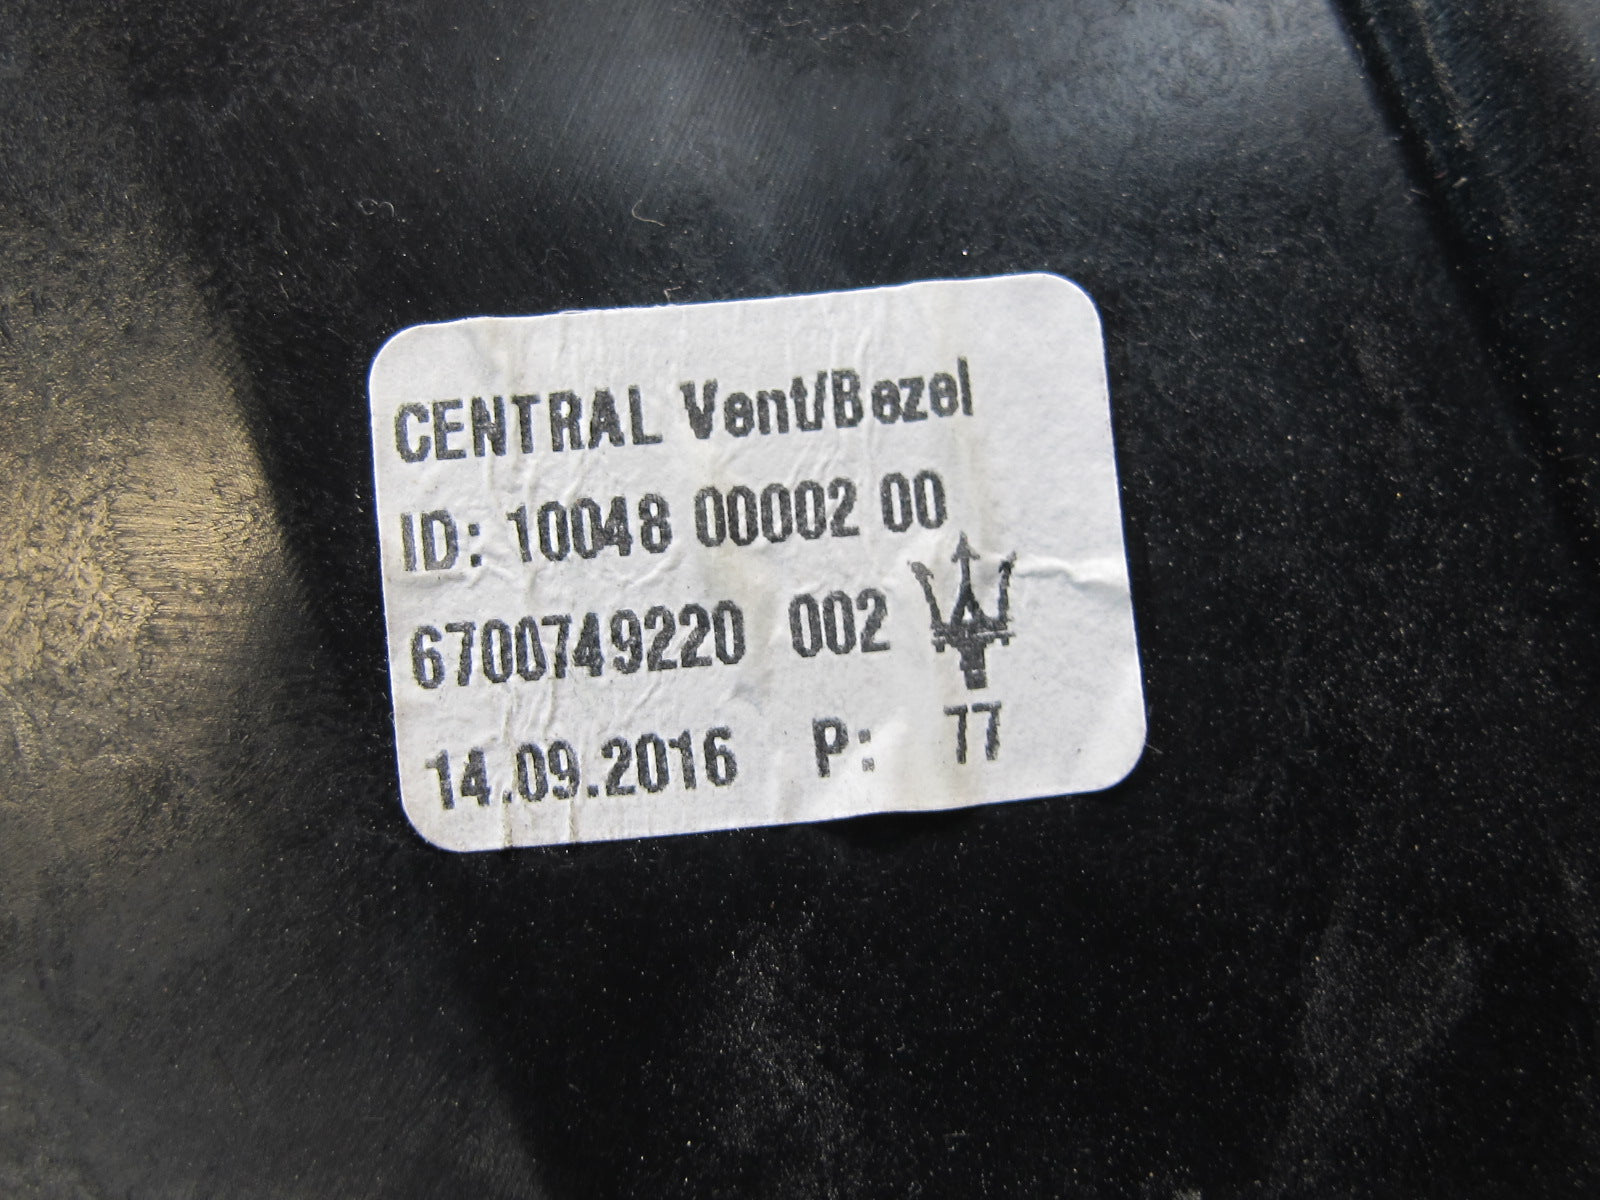 CENTRAL Vent/Bezel
ID: 10048 00002 00
6700749220 002
14.09.2016 P: 77